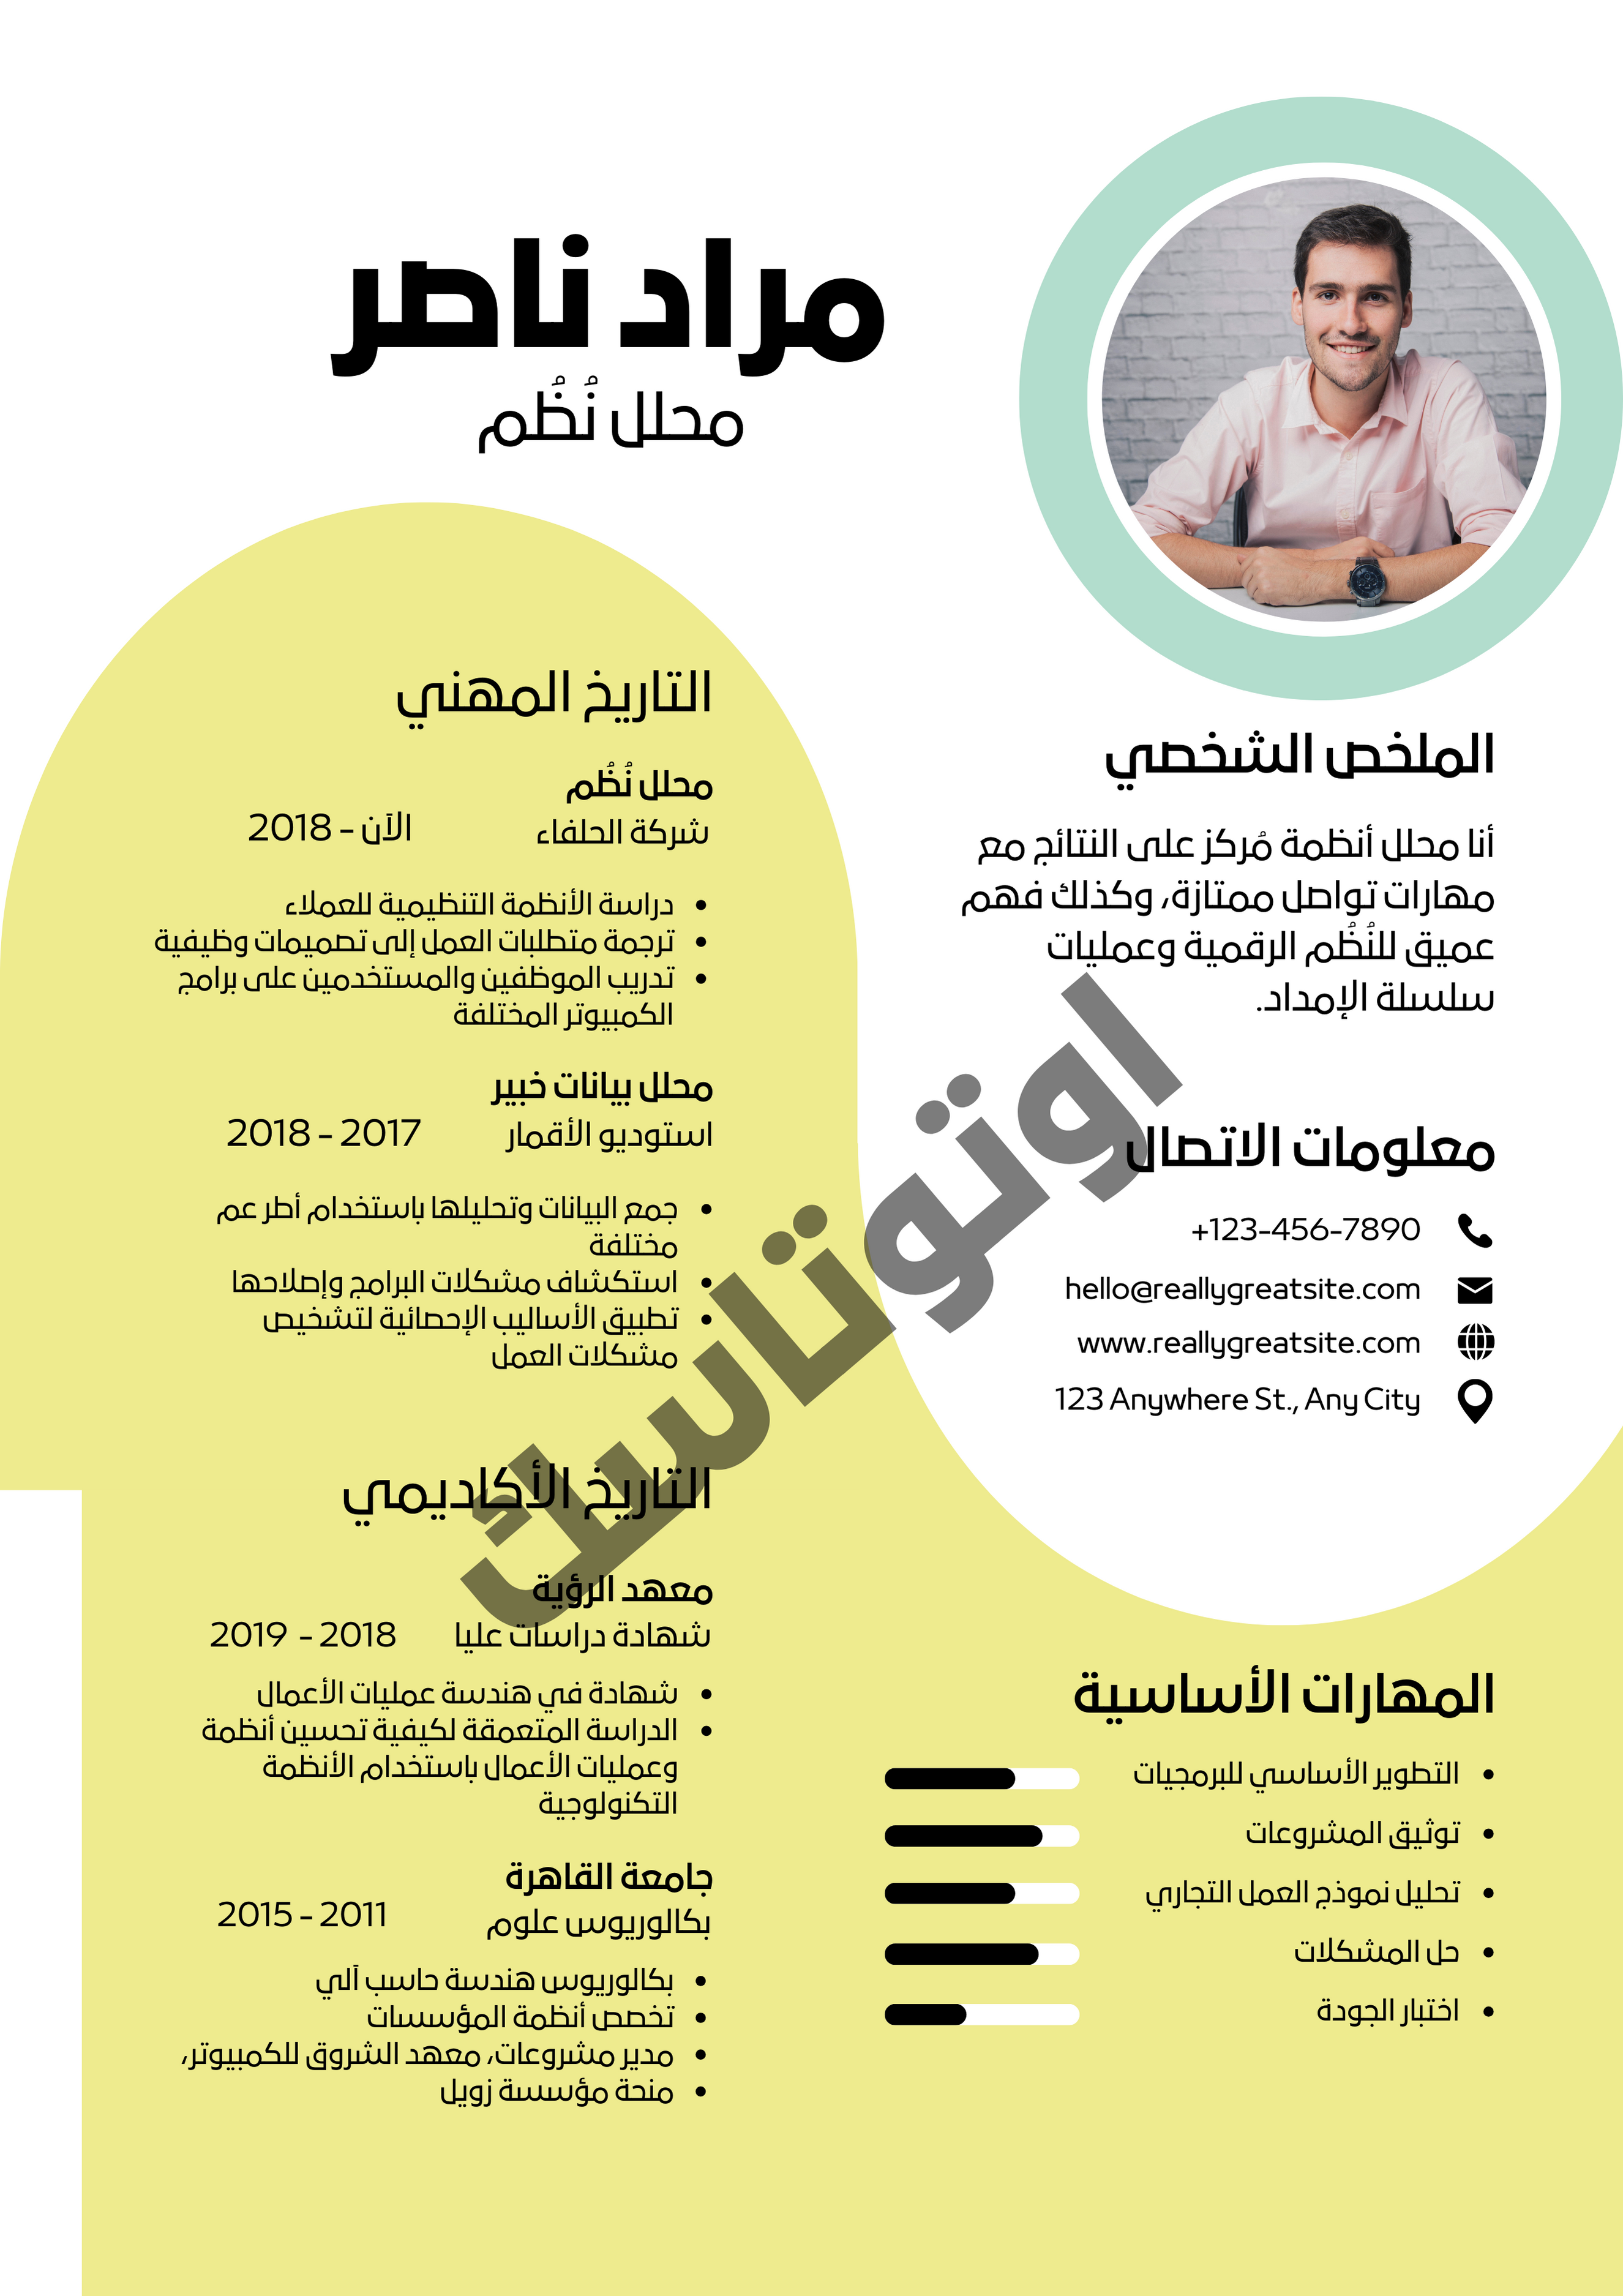 مراد ناصر
محلل نُظُم
الملخص الشخصي
أنا محلل أنظمة مُركز على النتائج مع
مهارات تواصل ممتازة، وكذلك فهم
عميق للنُظُم الرقمية وعمليات
سلسلة الإمداد.
معلومات الاتصال
+123-456-7890
hello@reallygreatsite.com
www.reallygreatsite.com
123 Anywhere St., Any City
المهارات الأساسية
• التطوير الأساسي للبرمجيات
• توثيق المشروعات
• تحليل نموذج العمل التجاري
• حل المشكلات
• اختبار الجودة
التاريخ المهني
محلل نُظُم
شركة الحلفاء 2018 - الآن
• دراسة الأنظمة التنظيمية للعملاء
• ترجمة متطلبات العمل إلى تصميمات وظيفية
• تدريب الموظفين والمستخدمين على برامج
الكمبيوتر المختلفة
محلل بيانات خبير
استوديو الأقمار 2017 - 2018
• جمع البيانات وتحليلها باستخدام أطر عم
مختلفة
• استكشاف مشكلات البرامج وإصلاحها
• تطبيق الأساليب الإحصائية لتشخيص
مشكلات العمل
التاريخ الأكاديمي
معهد الرؤية
شهادة دراسات عليا 2018 - 2019
• شهادة في هندسة عمليات الأعمال
• الدراسة المتعمقة لكيفية تحسين أنظمة
وعمليات الأعمال باستخدام الأنظمة
التكنولوجية
جامعة القاهرة
بكالوريوس علوم 2011 - 2015
• بكالوريوس هندسة حاسب آلي
• تخصص أنظمة المؤسسات
• مدير مشروعات، معهد الشروق للكمبيوتر،
• منحة مؤسسة زويل
اوتوتاسك